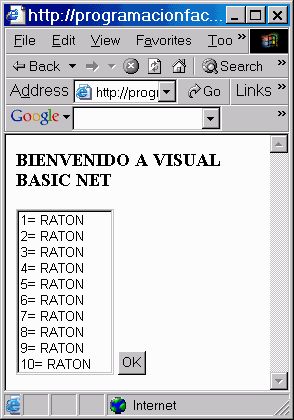 http://programacionfac...
File Edit View Favorites Too »
Back Search »
Address http://progra Go Links »
Google »
BIENVENIDO A VISUAL
BASIC NET
1= RATON
2= RATON
3= RATON
4= RATON
5= RATON
6= RATON
7= RATON
8= RATON
9= RATON
10= RATON
OK
Internet